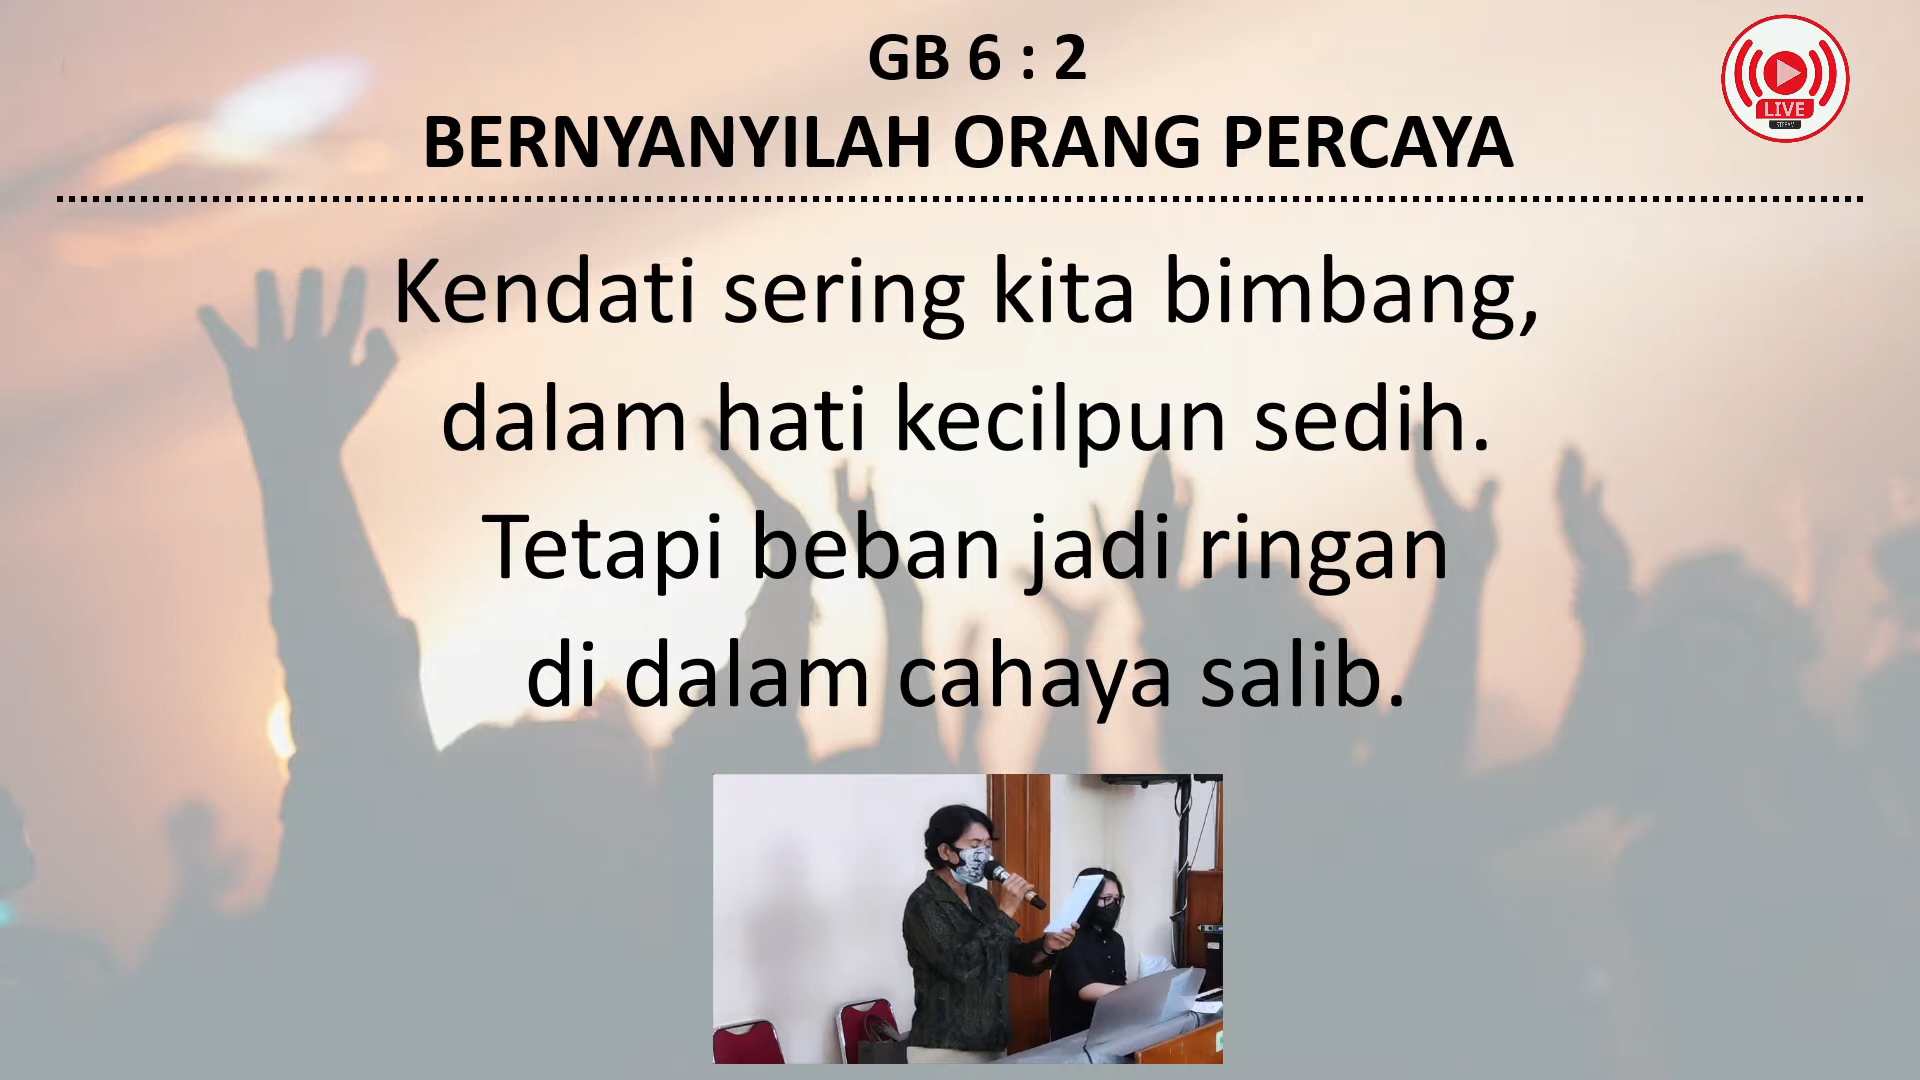 GB 6 : 2
BERNYANYILAH ORANG PERCAYA
LIVE
Kendati sering kita bimbang,
dalam hati kecilpun sedih.
Tetapi beban jadi ringan
di dalam cahaya salib.